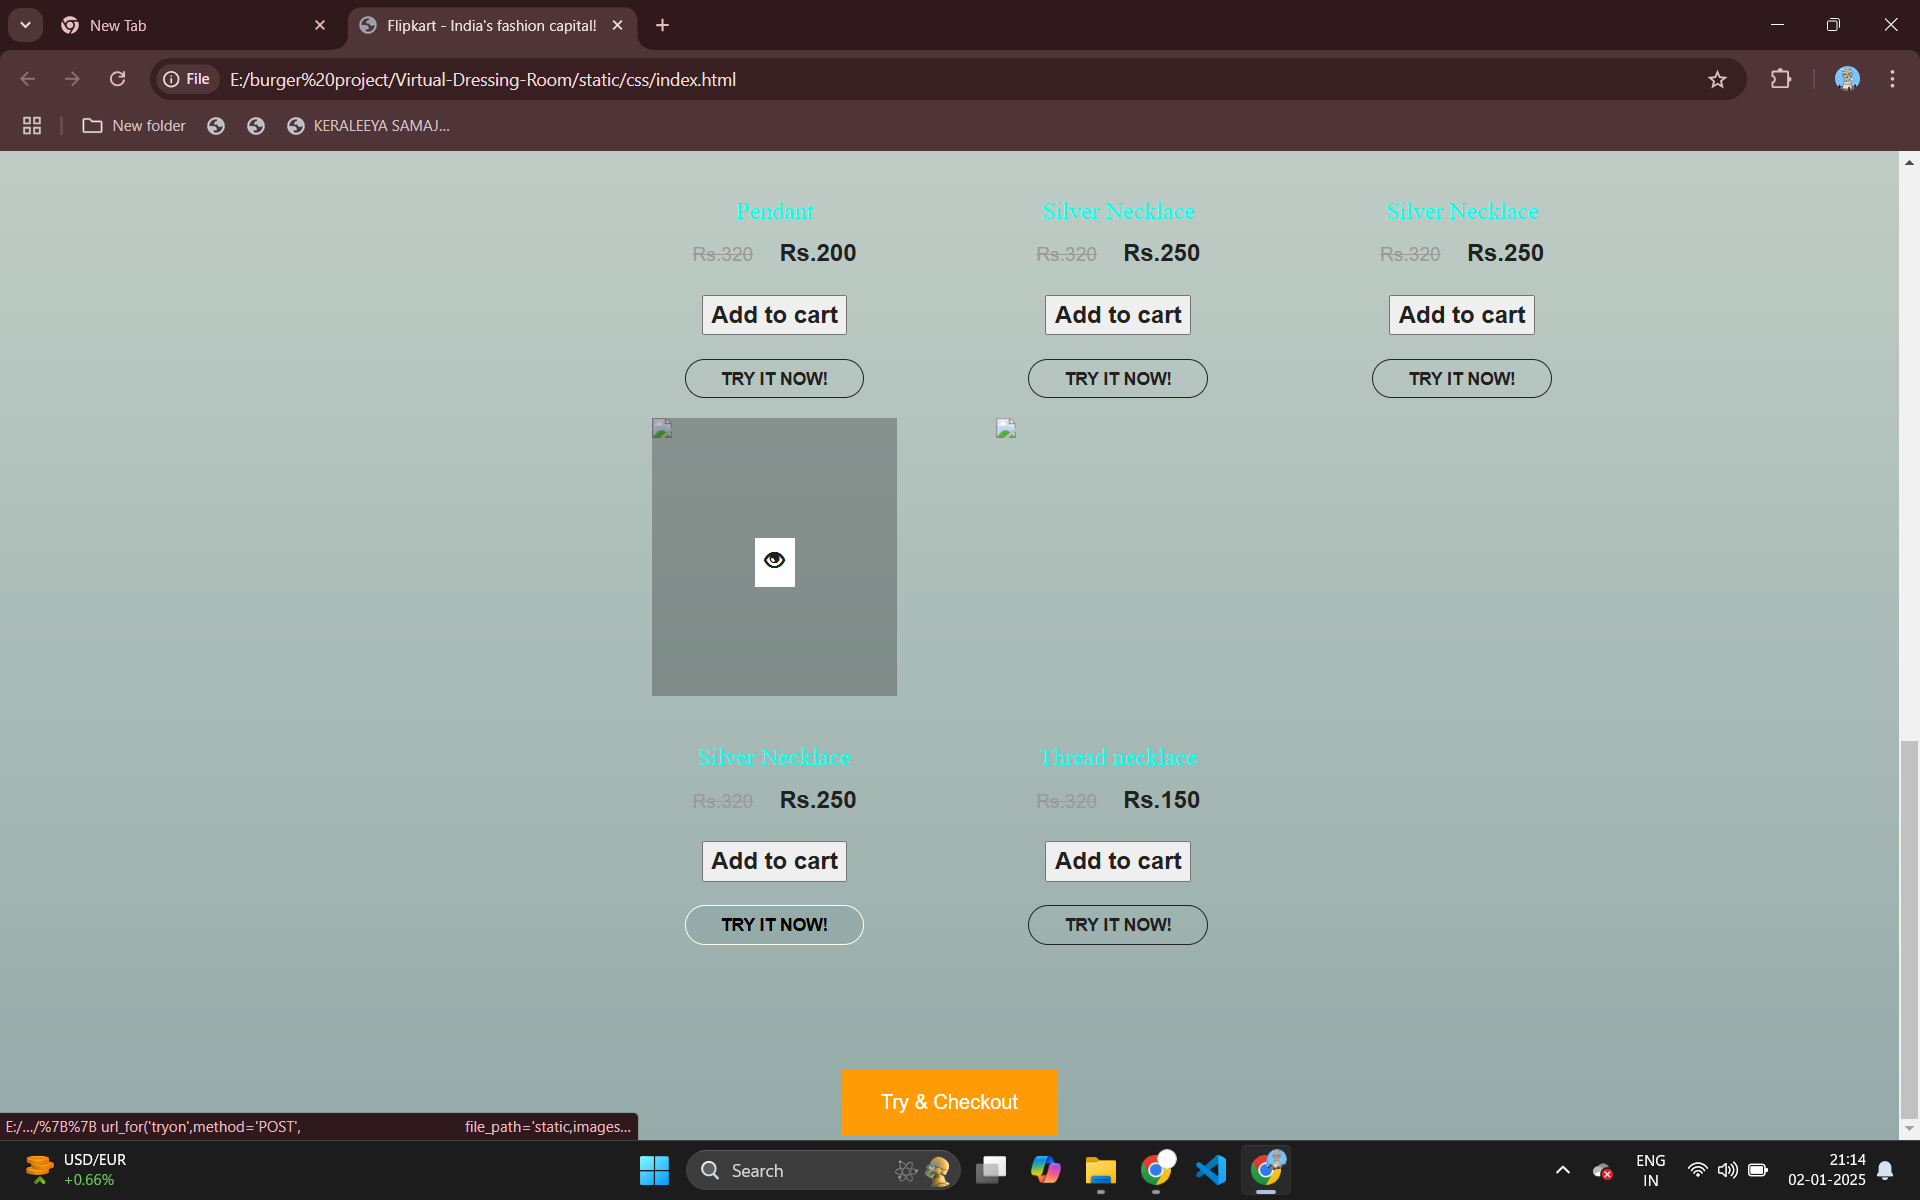 New Tab
Flipkart - India's fashion capital!
File
E:/burger%20project/Virtual-Dressing-Room/static/css/index.html
New folder
KERALEEYA SAMAJ...
Pendant Silver Necklace Silver Necklace
Rs.320 Rs.200 Rs.320 Rs.250 Rs.320 Rs.250
Add to cart Add to cart Add to cart
TRY IT NOW! TRY IT NOW! TRY IT NOW!
Silver Necklace Thread necklace
Rs.320 Rs.250 Rs.320 Rs.150
Add to cart Add to cart
TRY IT NOW! TRY IT NOW!
Try & Checkout
E:/.../%7B%7B url_for('tryon',method='POST', file_path='static,images...
USD/EUR
+0.66%
Search
ENG
IN
21:14
02-01-2025